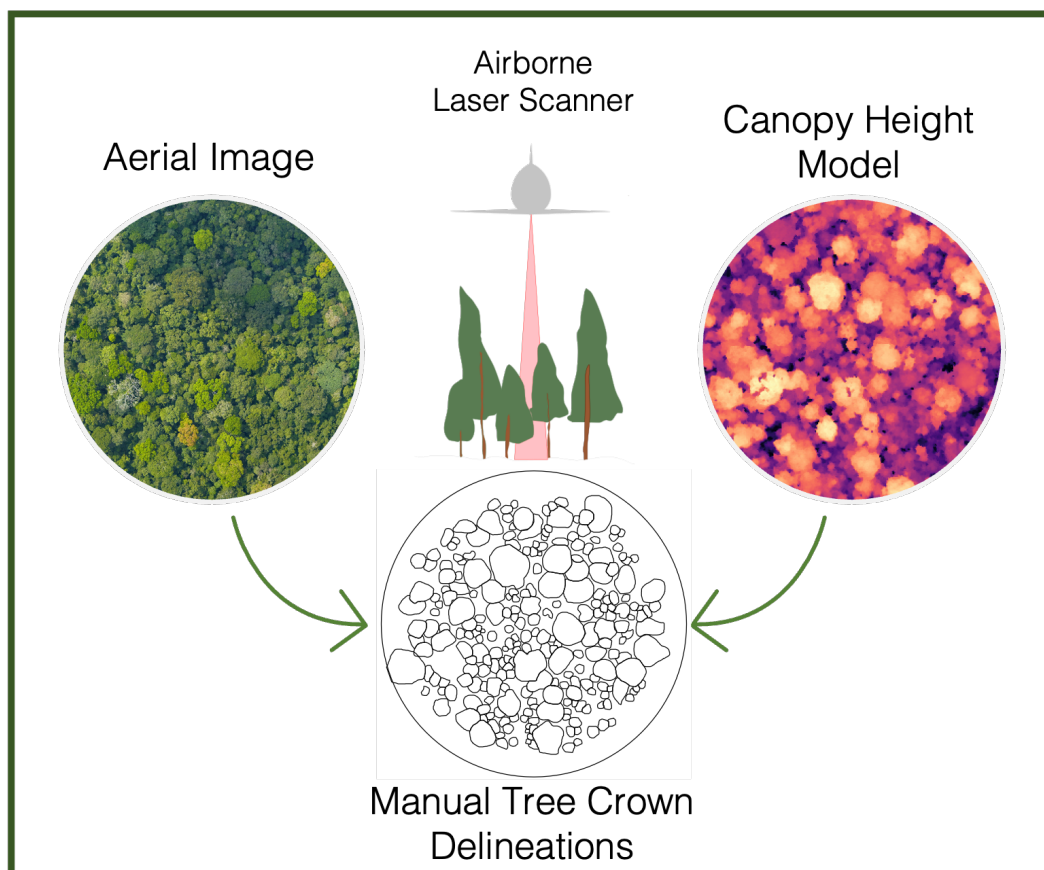 Airborne
Laser Scanner
Aerial Image
Canopy Height
Model
Manual Tree Crown
Delineations